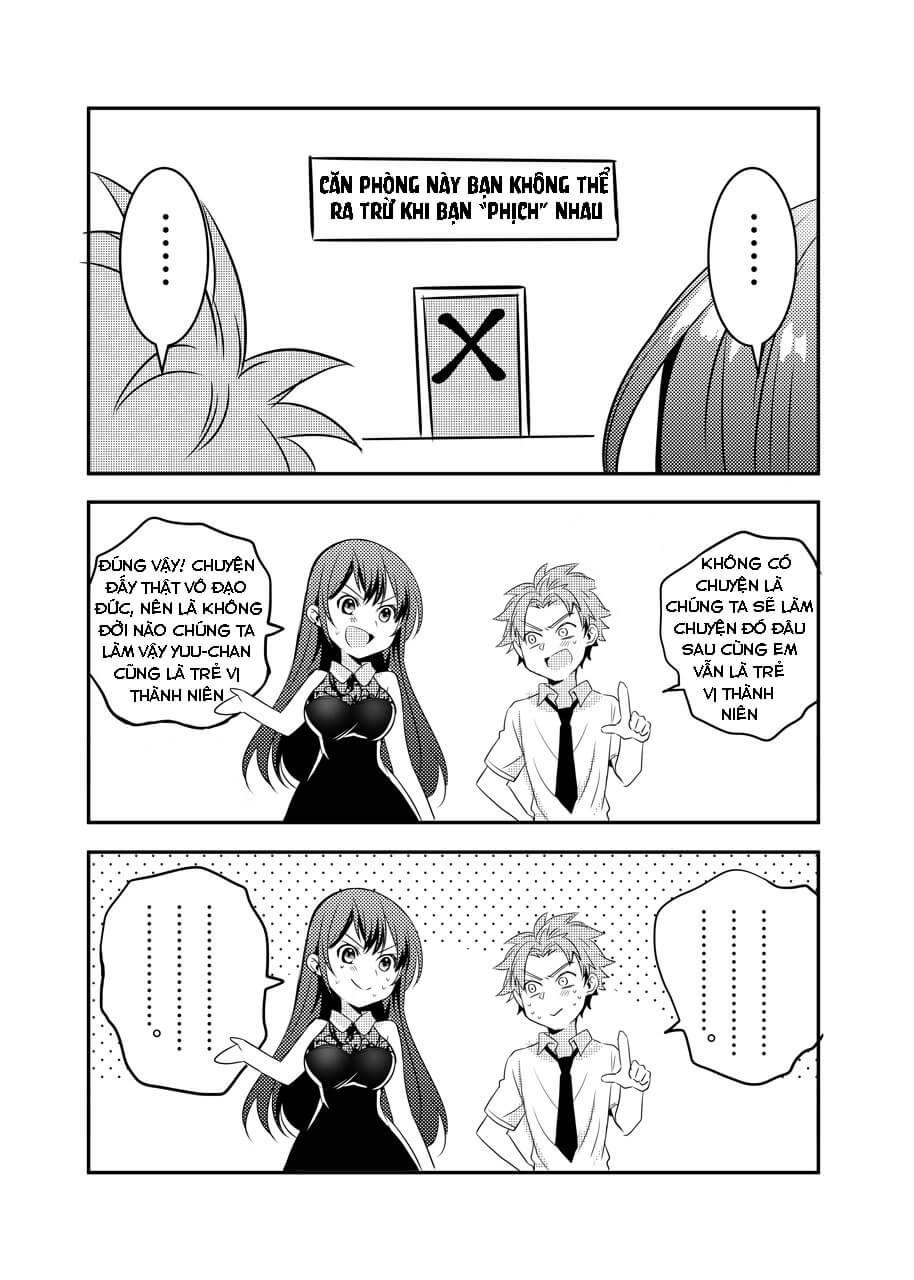 CĂN PHÒNG NÀY BẠN KHÔNG THỂ
RA TRỪ KHI BẠN "PHỊCH" NHAU
......
......
X
KHÔNG CÓ
CHUYỆN LÀ
CHÚNG TA SẼ LÀM
CHUYỆN ĐÓ ĐÂU
SAU CÙNG EM
VẪN LÀ TRẺ
VỊ THÀNH
NIÊN
ĐÚNG VẬY! CHUYỆN
ĐẤY THẬT VÔ ĐẠO
ĐỨC, NÊN LÀ KHÔNG
ĐỜI NÀO CHÚNG TA
LÀM VẬY YUU-CHAN
CŨNG LÀ TRẺ VỊ
THÀNH NIÊN